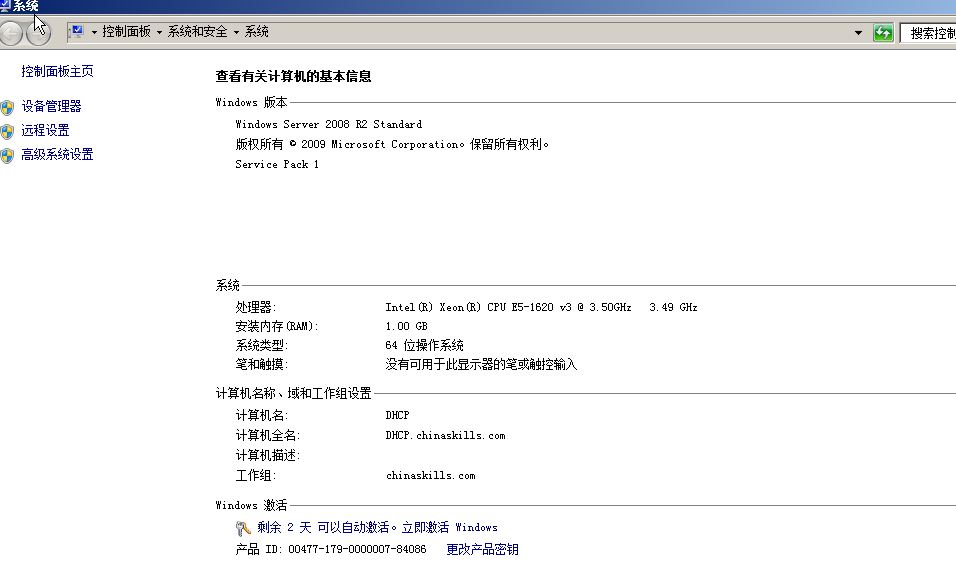 系统
控制面板 系统和安全 系统
搜索控制
控制面板主页
设备管理器
远程设置
高级系统设置
查看有关计算机的基本信息
Windows 版本
Windows Server 2008 R2 Standard
版权所有 © 2009 Microsoft Corporation。保留所有权利。
Service Pack 1
系统
处理器: Intel(R) Xeon(R) CPU E5-1620 v3 @ 3.50GHz 3.49 GHz
安装内存(RAM): 1.00 GB
系统类型: 64 位操作系统
笔和触摸: 没有可用于此显示器的笔或触控输入
计算机名称、域和工作组设置
计算机名: DHCP
计算机全名: DHCP.chinaskills.com
计算机描述:
工作组: chinaskills.com
Windows 激活
剩余 2 天 可以自动激活。立即激活 Windows
产品 ID: 00477-179-0000007-84086 更改产品密钥